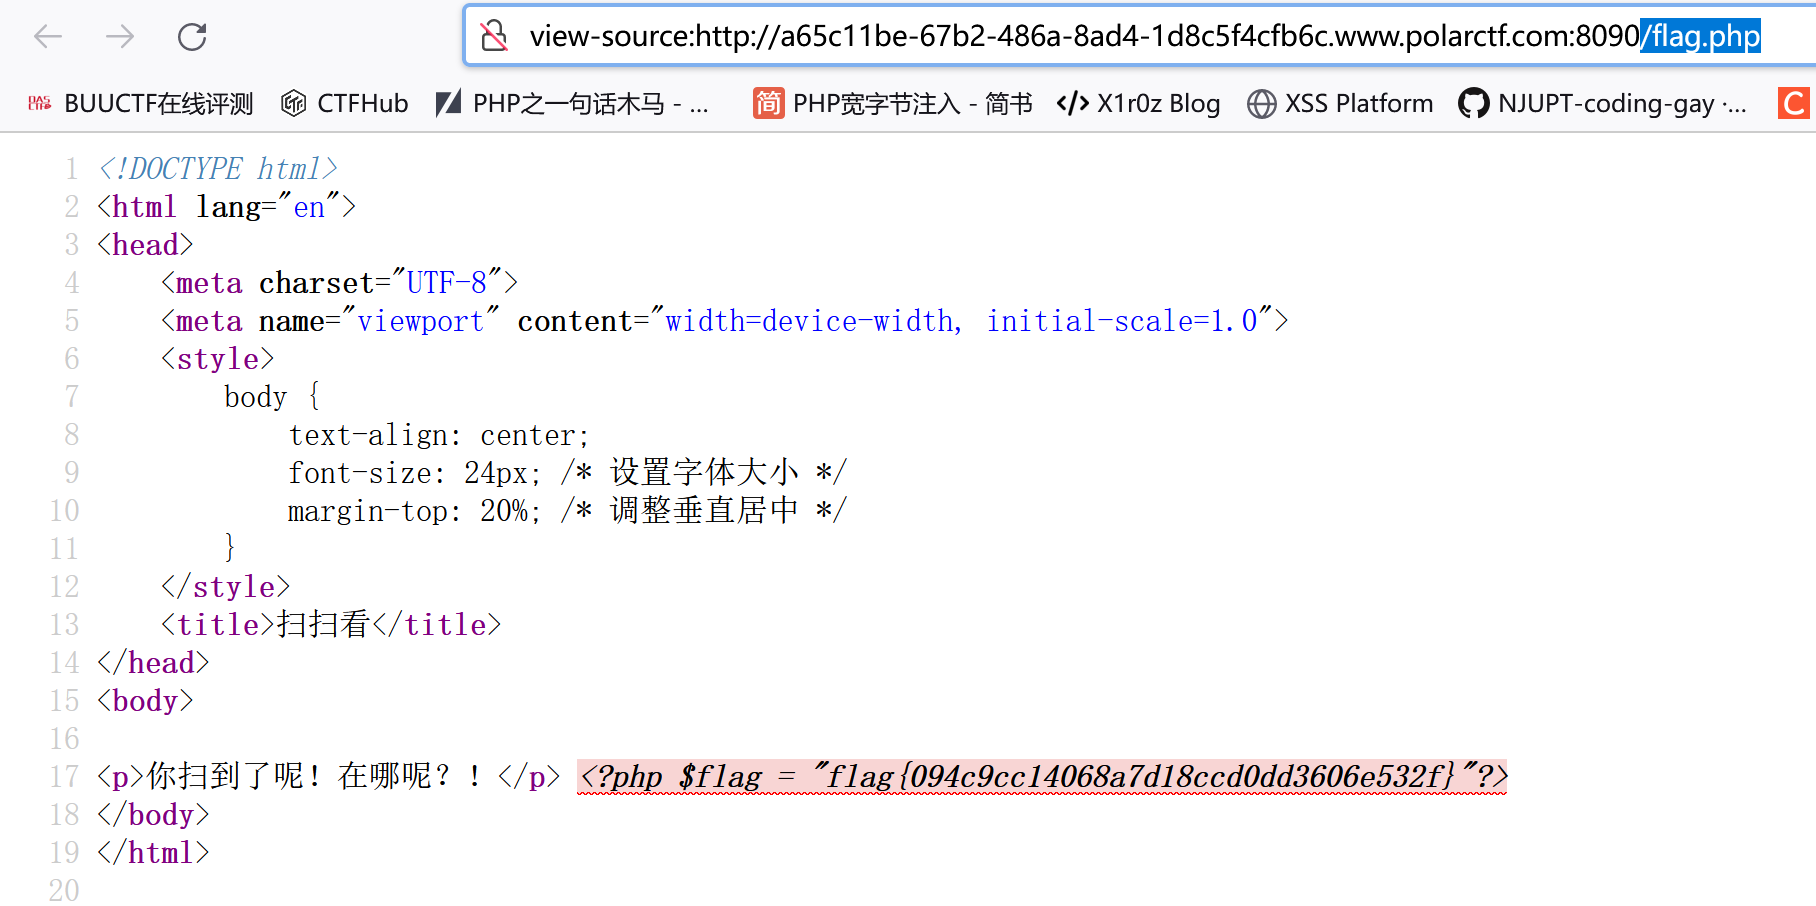 view-source:http://a65c11be-67b2-486a-8ad4-1d8c5f4cfb6c.www.polarctf.com:8090/flag.php
DAS CTF BUUCTF在线评测 CTFHub PHP之一句话木马 - ... 简 PHP宽字节注入 - 简书 </> X1r0z Blog XSS Platform NJUPT-coding-gay ·... C
1 <!DOCTYPE html>
2 <html lang="en">
3 <head>
4     <meta charset="UTF-8">
5     <meta name="viewport" content="width=device-width, initial-scale=1.0">
6     <style>
7         body {
8             text-align: center;
9             font-size: 24px; /* 设置字体大小 */
10             margin-top: 20%; /* 调整垂直居中 */
11         }
12     </style>
13     <title>扫扫看</title>
14 </head>
15 <body>
16
17 <p>你扫到了呢！在哪呢？！</p> <?php $flag = "flag{094c9cc14068a7d18ccd0dd3606e532f}"?>
18 </body>
19 </html>
20